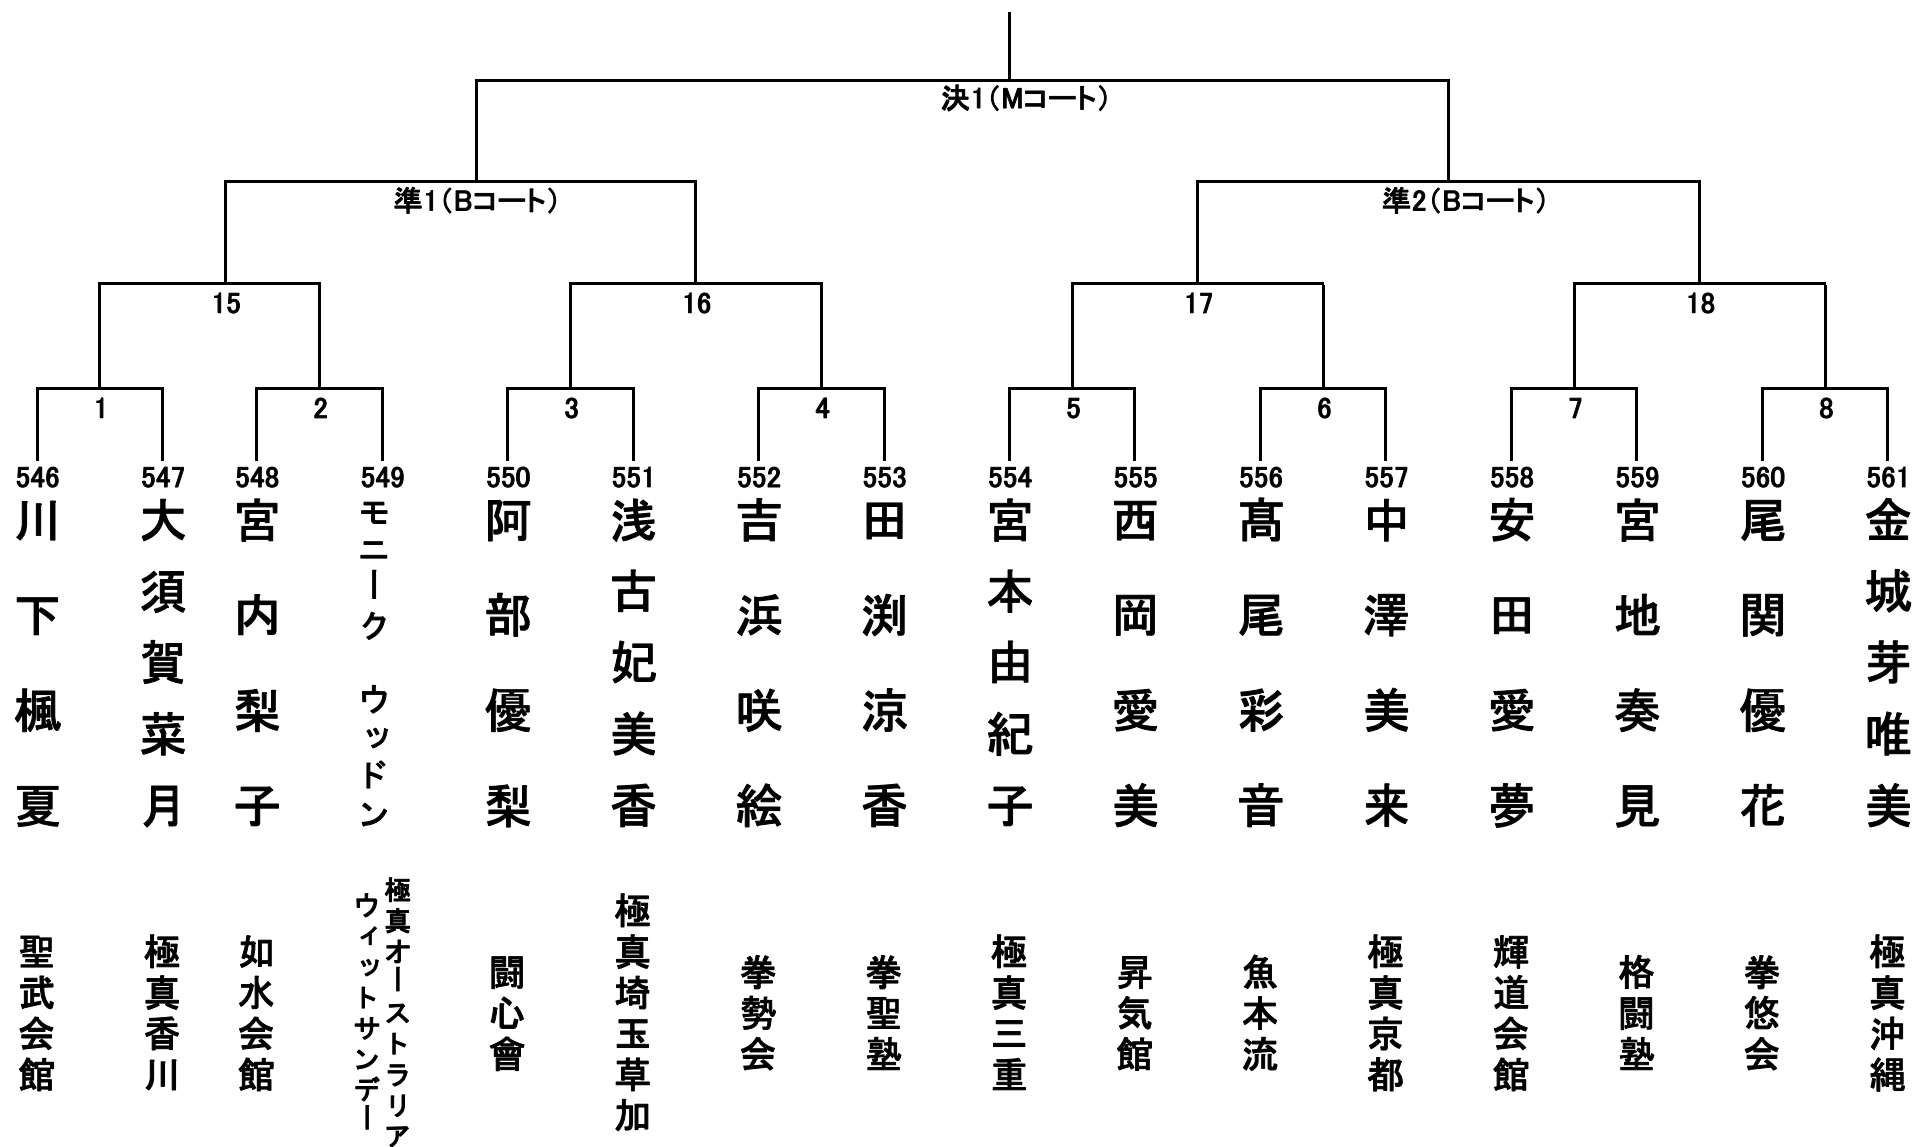 決1(Mコート)
準1(Bコート)
準2(Bコート)
15
16
17
18
1
2
3
4
5
6
7
8
546
547
548
549
550
551
552
553
554
555
556
557
558
559
560
561
川下楓夏
大須賀菜月
宮内梨子
モニーク ウッドン
阿部優梨
浅古妃美香
吉浜咲絵
田渕涼香
宮本由紀子
西岡愛美
髙尾彩音
中澤美来
安田愛夢
宮地奏見
尾関優花
金城芽唯美
聖武会館
極真香川
如水会館
極真オーストラリア
ウィットサンデー
闘心會
極真埼玉草加
拳勢会
拳聖塾
極真三重
昇気館
魚本流
極真京都
輝道会館
格闘塾
拳悠会
極真沖縄